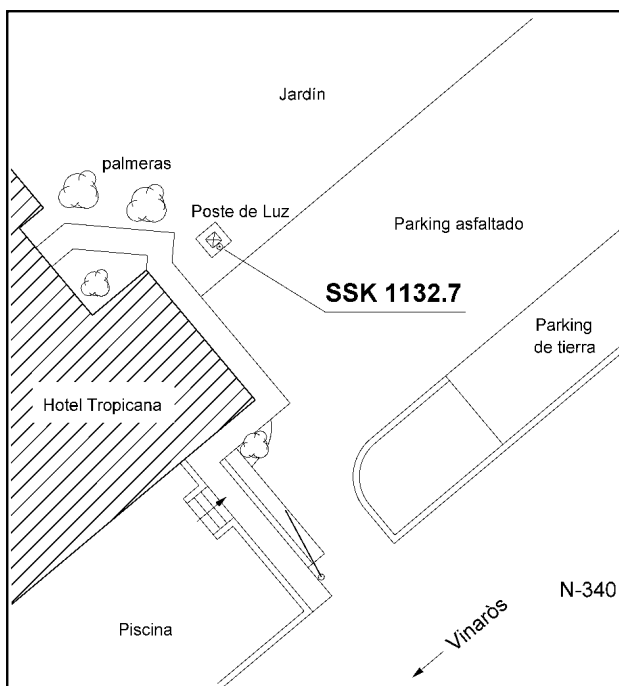 Jardín
palmeras
Poste de Luz
Parking asfaltado
SSK 1132.7
Parking
de tierra
Hotel Tropicana
N-340
Piscina
Vinaròs